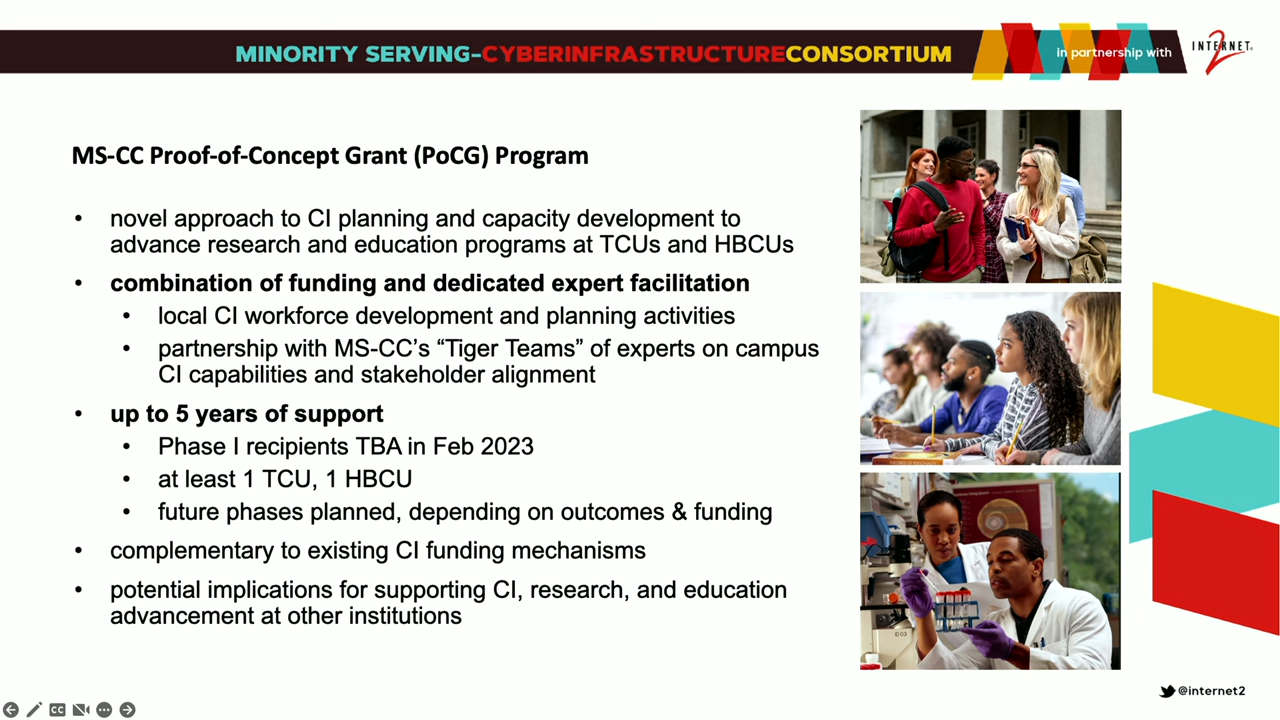 MINORITY SERVING-CYBERINFRASTRUCTURECONSORTIUM
in partnership with
INTERNET
2
MS-CC Proof-of-Concept Grant (PoCG) Program
• novel approach to CI planning and capacity development to
advance research and education programs at TCUs and HBCUs
• combination of funding and dedicated expert facilitation
• local CI workforce development and planning activities
• partnership with MS-CC’s “Tiger Teams” of experts on campus
CI capabilities and stakeholder alignment
• up to 5 years of support
• Phase I recipients TBA in Feb 2023
• at least 1 TCU, 1 HBCU
• future phases planned, depending on outcomes & funding
• complementary to existing CI funding mechanisms
• potential implications for supporting CI, research, and education
advancement at other institutions
@internet2
CC